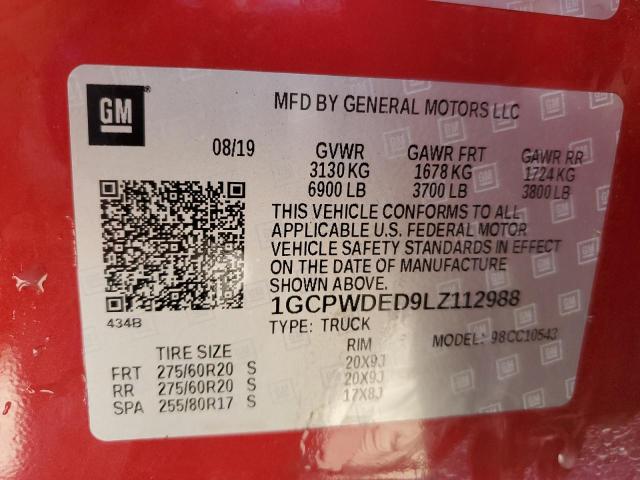 GM
MFD BY GENERAL MOTORS LLC
08/19 GVWR GAWR FRT GAWR RR
3130 KG 1678 KG 1724 KG
6900 LB 3700 LB 3800 LB
THIS VEHICLE CONFORMS TO ALL
APPLICABLE U.S. FEDERAL MOTOR
VEHICLE SAFETY STANDARDS IN EFFECT
ON THE DATE OF MANUFACTURE
SHOWN ABOVE.
1GCPWDED9LZ112988
434B
TYPE: TRUCK MODEL: 98CC10543
TIRE SIZE RIM
FRT 275/60R20 S 20X9J
RR 275/60R20 S 20X9J
SPA 255/80R17 S 17X8J